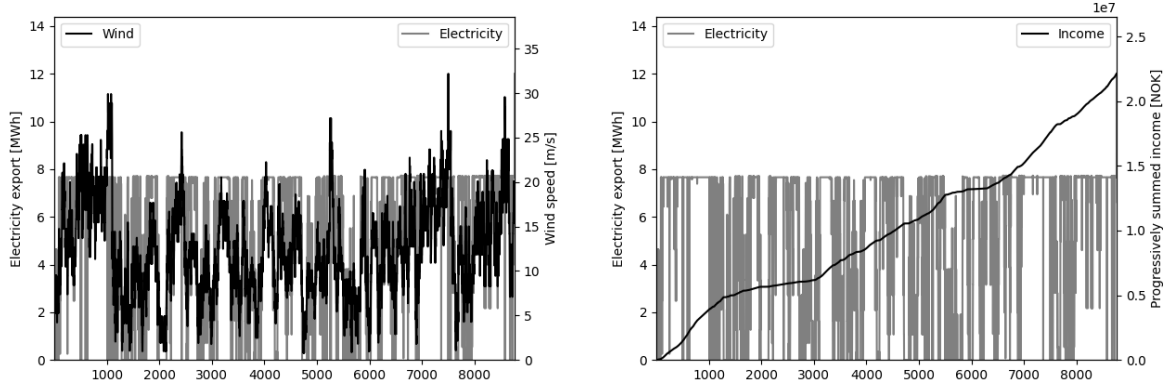 1e7
Wind
Electricity
Electricity export [MWh]
14
12
10
8
6
4
2
0
35
30
25
20
15
10
5
0
Wind speed [m/s]
1000 2000 3000 4000 5000 6000 7000 8000
Electricity
Income
Electricity export [MWh]
14
12
10
8
6
4
2
0
2.5
2.0
1.5
1.0
0.5
0.0
Progressively summed income [NOK]
1000 2000 3000 4000 5000 6000 7000 8000